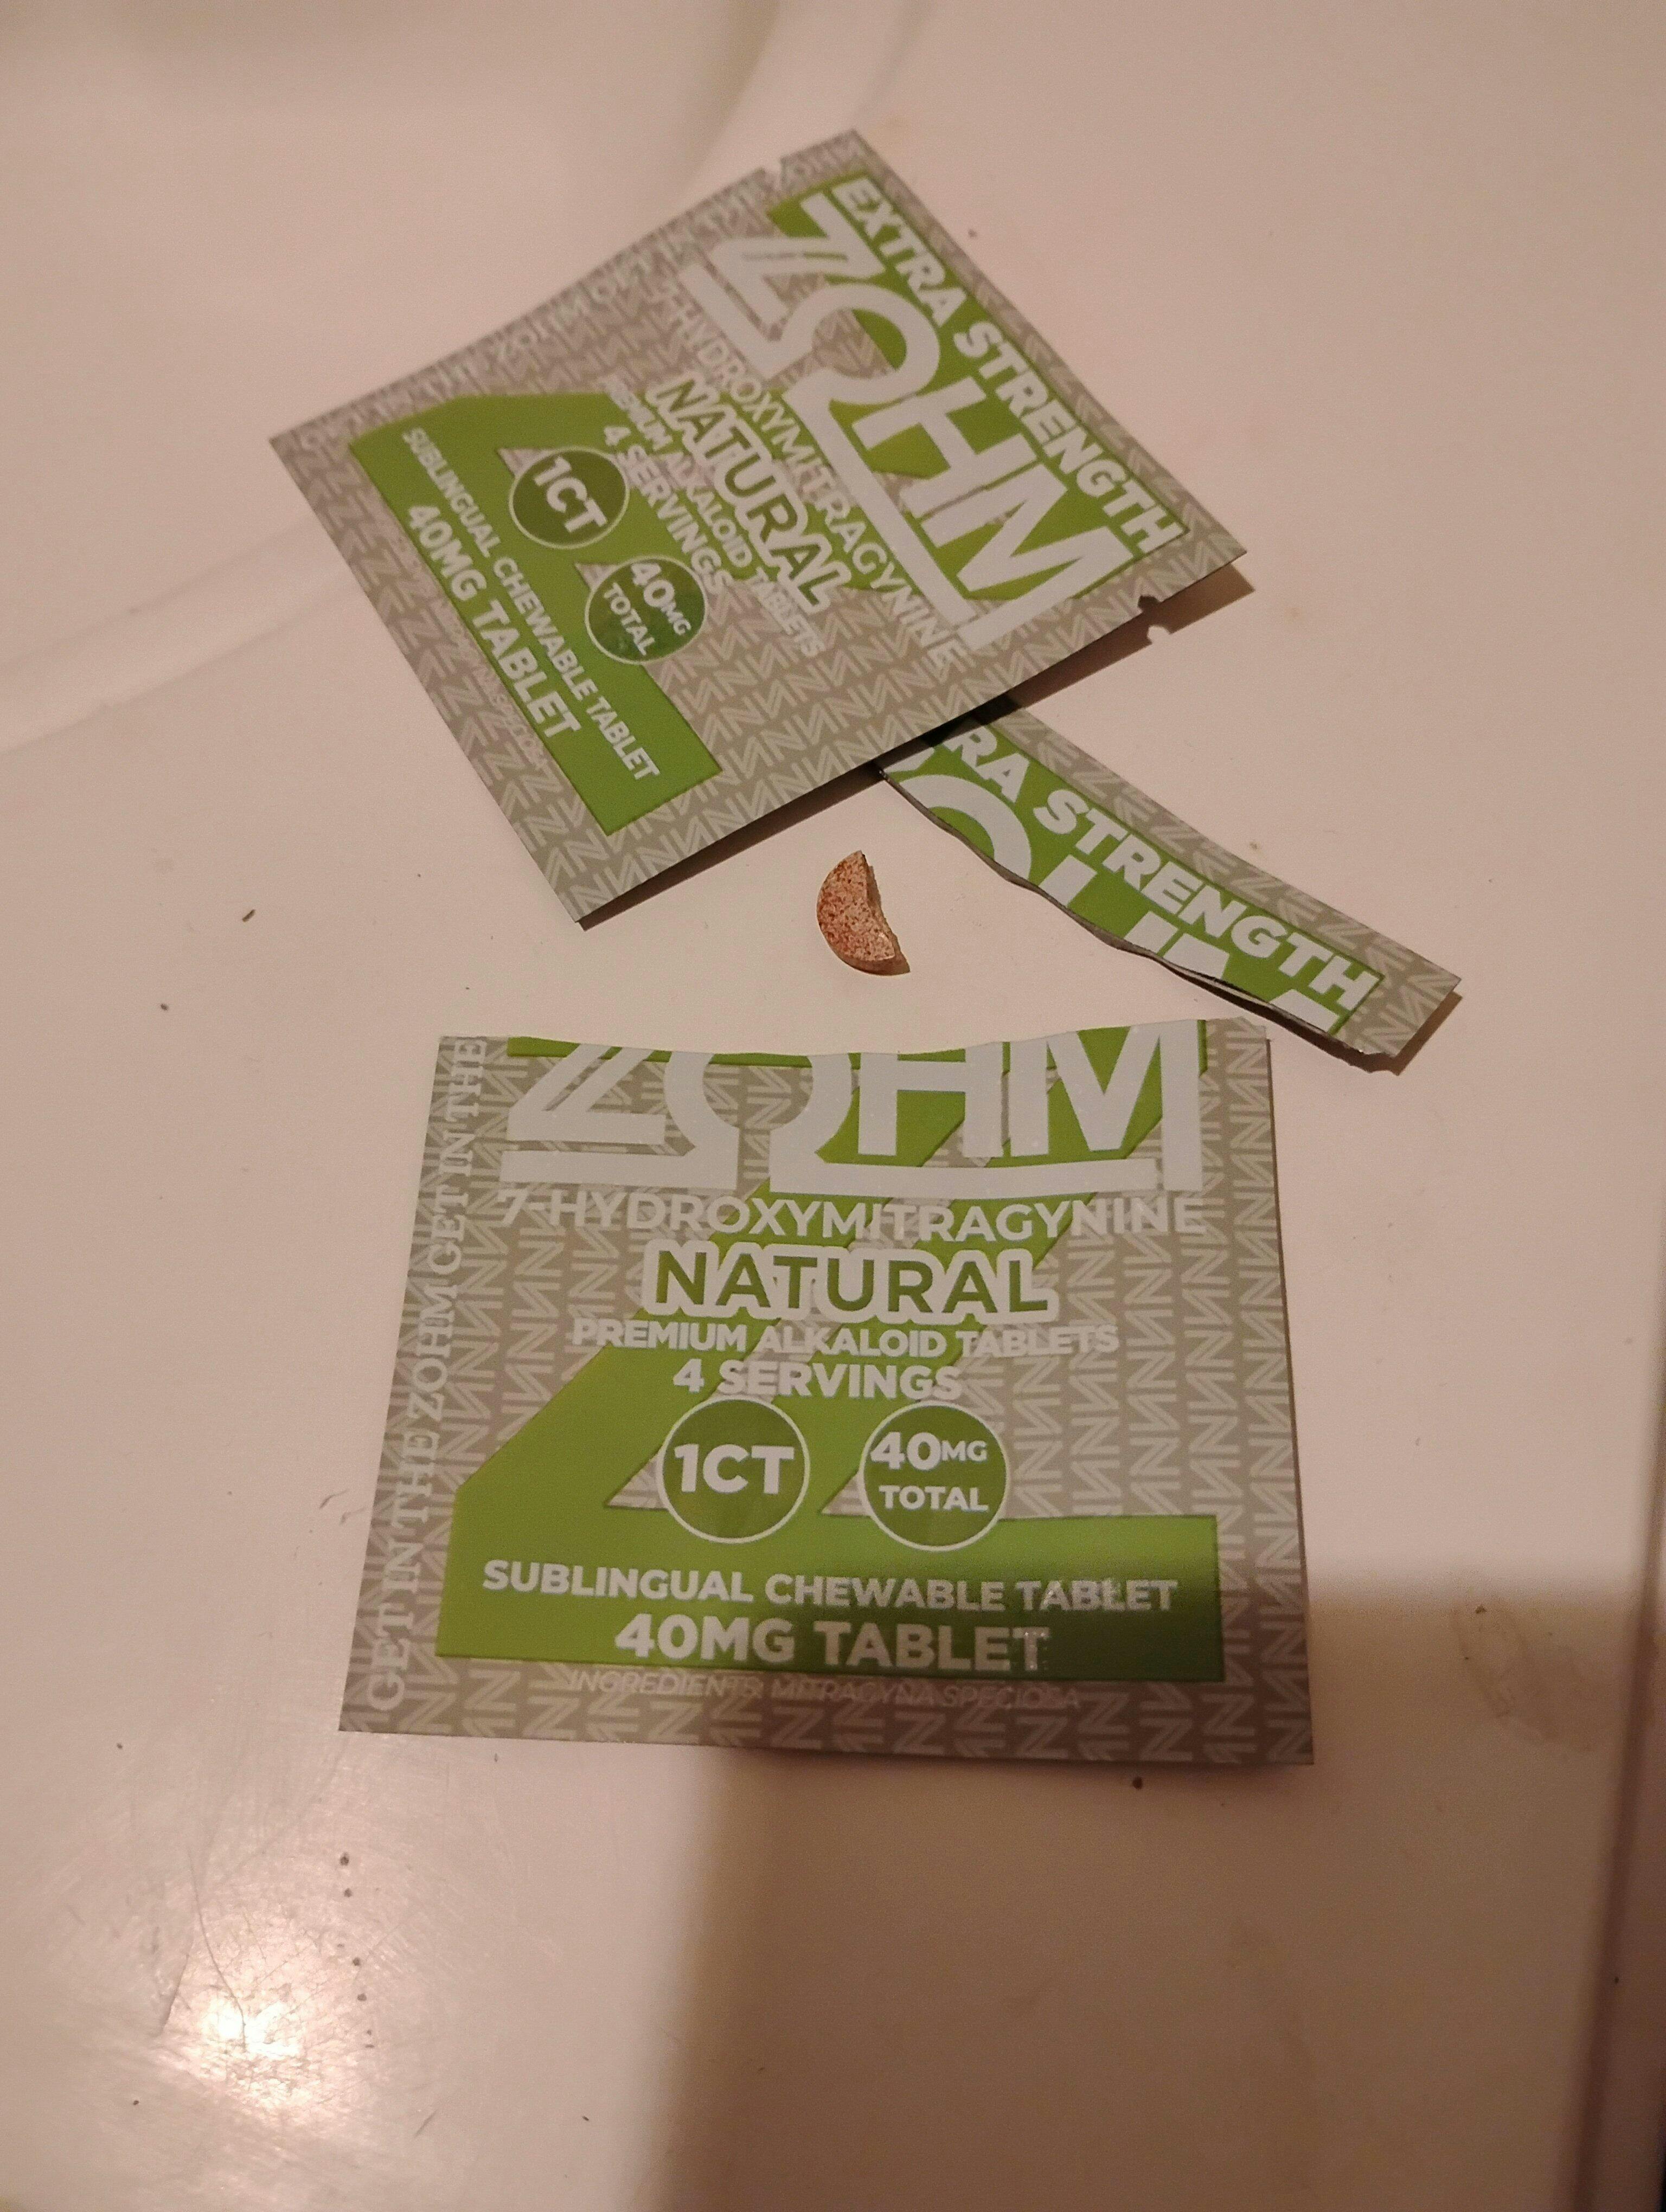 EXTRA STRENGTH
ZOHM
7-HYDROXYMITRAGYNINE
NATURAL
PREMIUM ALKALOID TABLETS
4 SERVINGS
1CT
40MG
TOTAL
SUBLINGUAL CHEWABLE TABLET
40MG TABLET
RA STRENGTH
ZOHM
7-HYDROXYMITRAGYNINE
NATURAL
PREMIUM ALKALOID TABLETS
4 SERVINGS
1CT
40MG
TOTAL
SUBLINGUAL CHEWABLE TABLET
40MG TABLET
INGREDIENTS: MITRAGYNA SPECIOSA
GET IN THE ZOHM GET IN THE